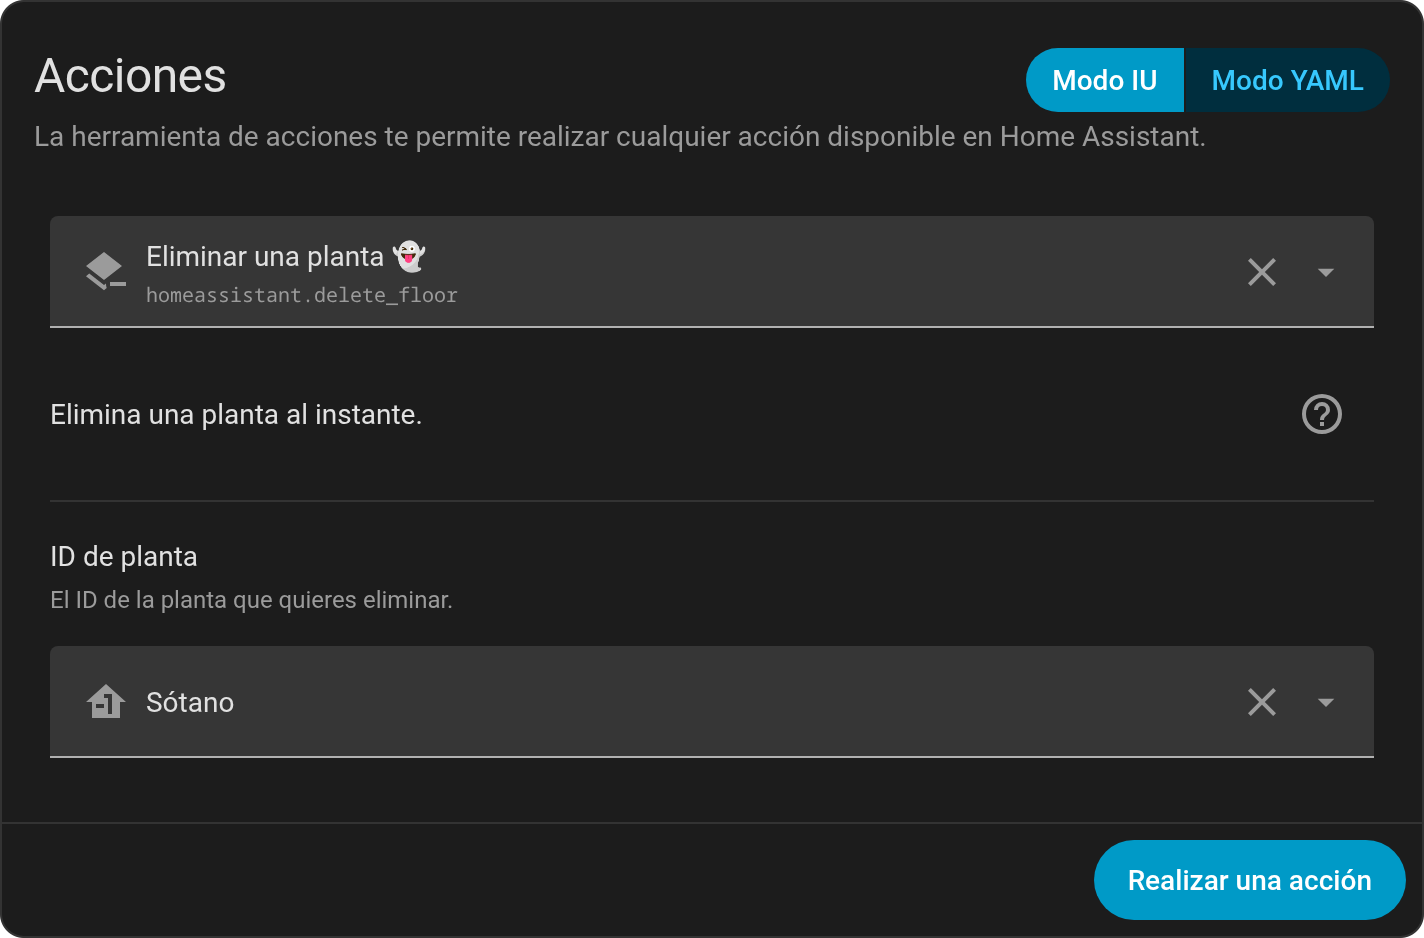 Acciones
Modo IU
Modo YAML
La herramienta de acciones te permite realizar cualquier acción disponible en Home Assistant.
Eliminar una planta 👻
homeassistant.delete_floor
Elimina una planta al instante.
ID de planta
El ID de la planta que quieres eliminar.
Sótano
Realizar una acción